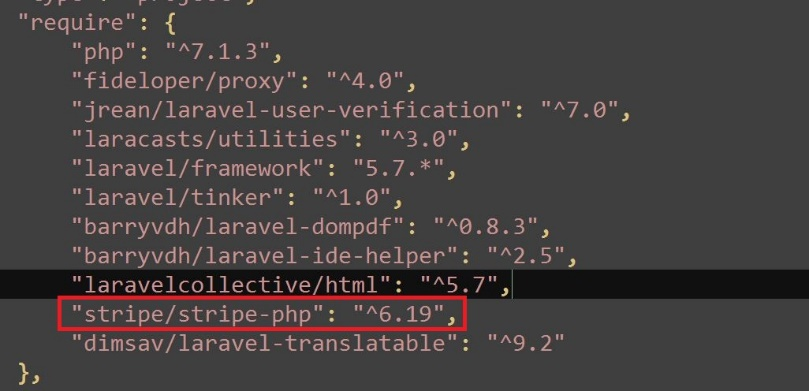 "type": "project",
"require": {
"php": "^7.1.3",
"fideloper/proxy": "^4.0",
"jrean/laravel-user-verification": "^7.0",
"laracasts/utilities": "^3.0",
"laravel/framework": "5.7.*",
"laravel/tinker": "^1.0",
"barryvdh/laravel-dompdf": "^0.8.3",
"barryvdh/laravel-ide-helper": "^2.5",
"laravelcollective/html": "^5.7",
"stripe/stripe-php": "^6.19",
"dimsav/laravel-translatable": "^9.2"
},